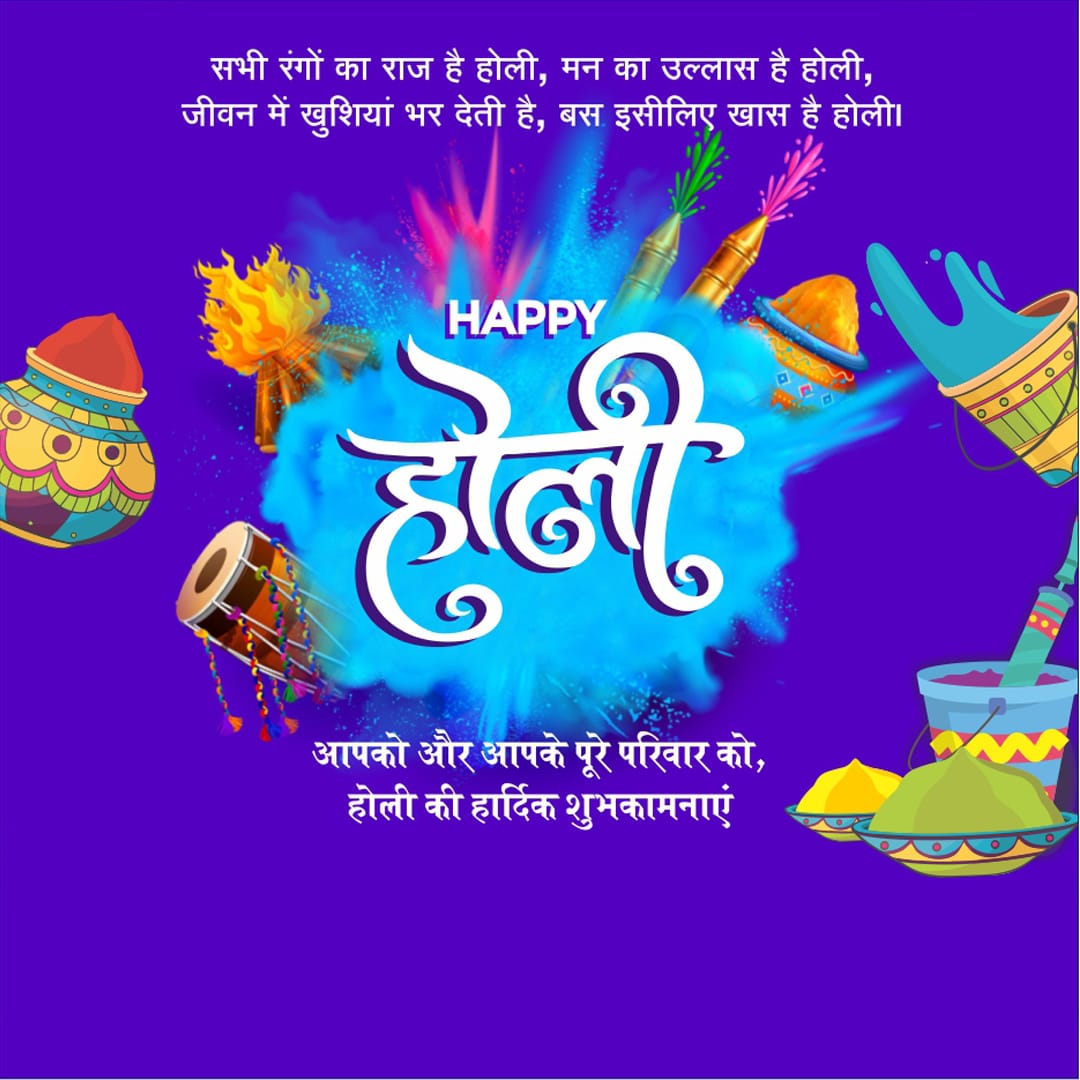 सभी रंगों का राज है होली, मन का उल्लास है होली,
जीवन में खुशियां भर देती है, बस इसीलिए खास है होली।
HAPPY
होली
आपको और आपके पूरे परिवार को,
होली की हार्दिक शुभकामनाएं